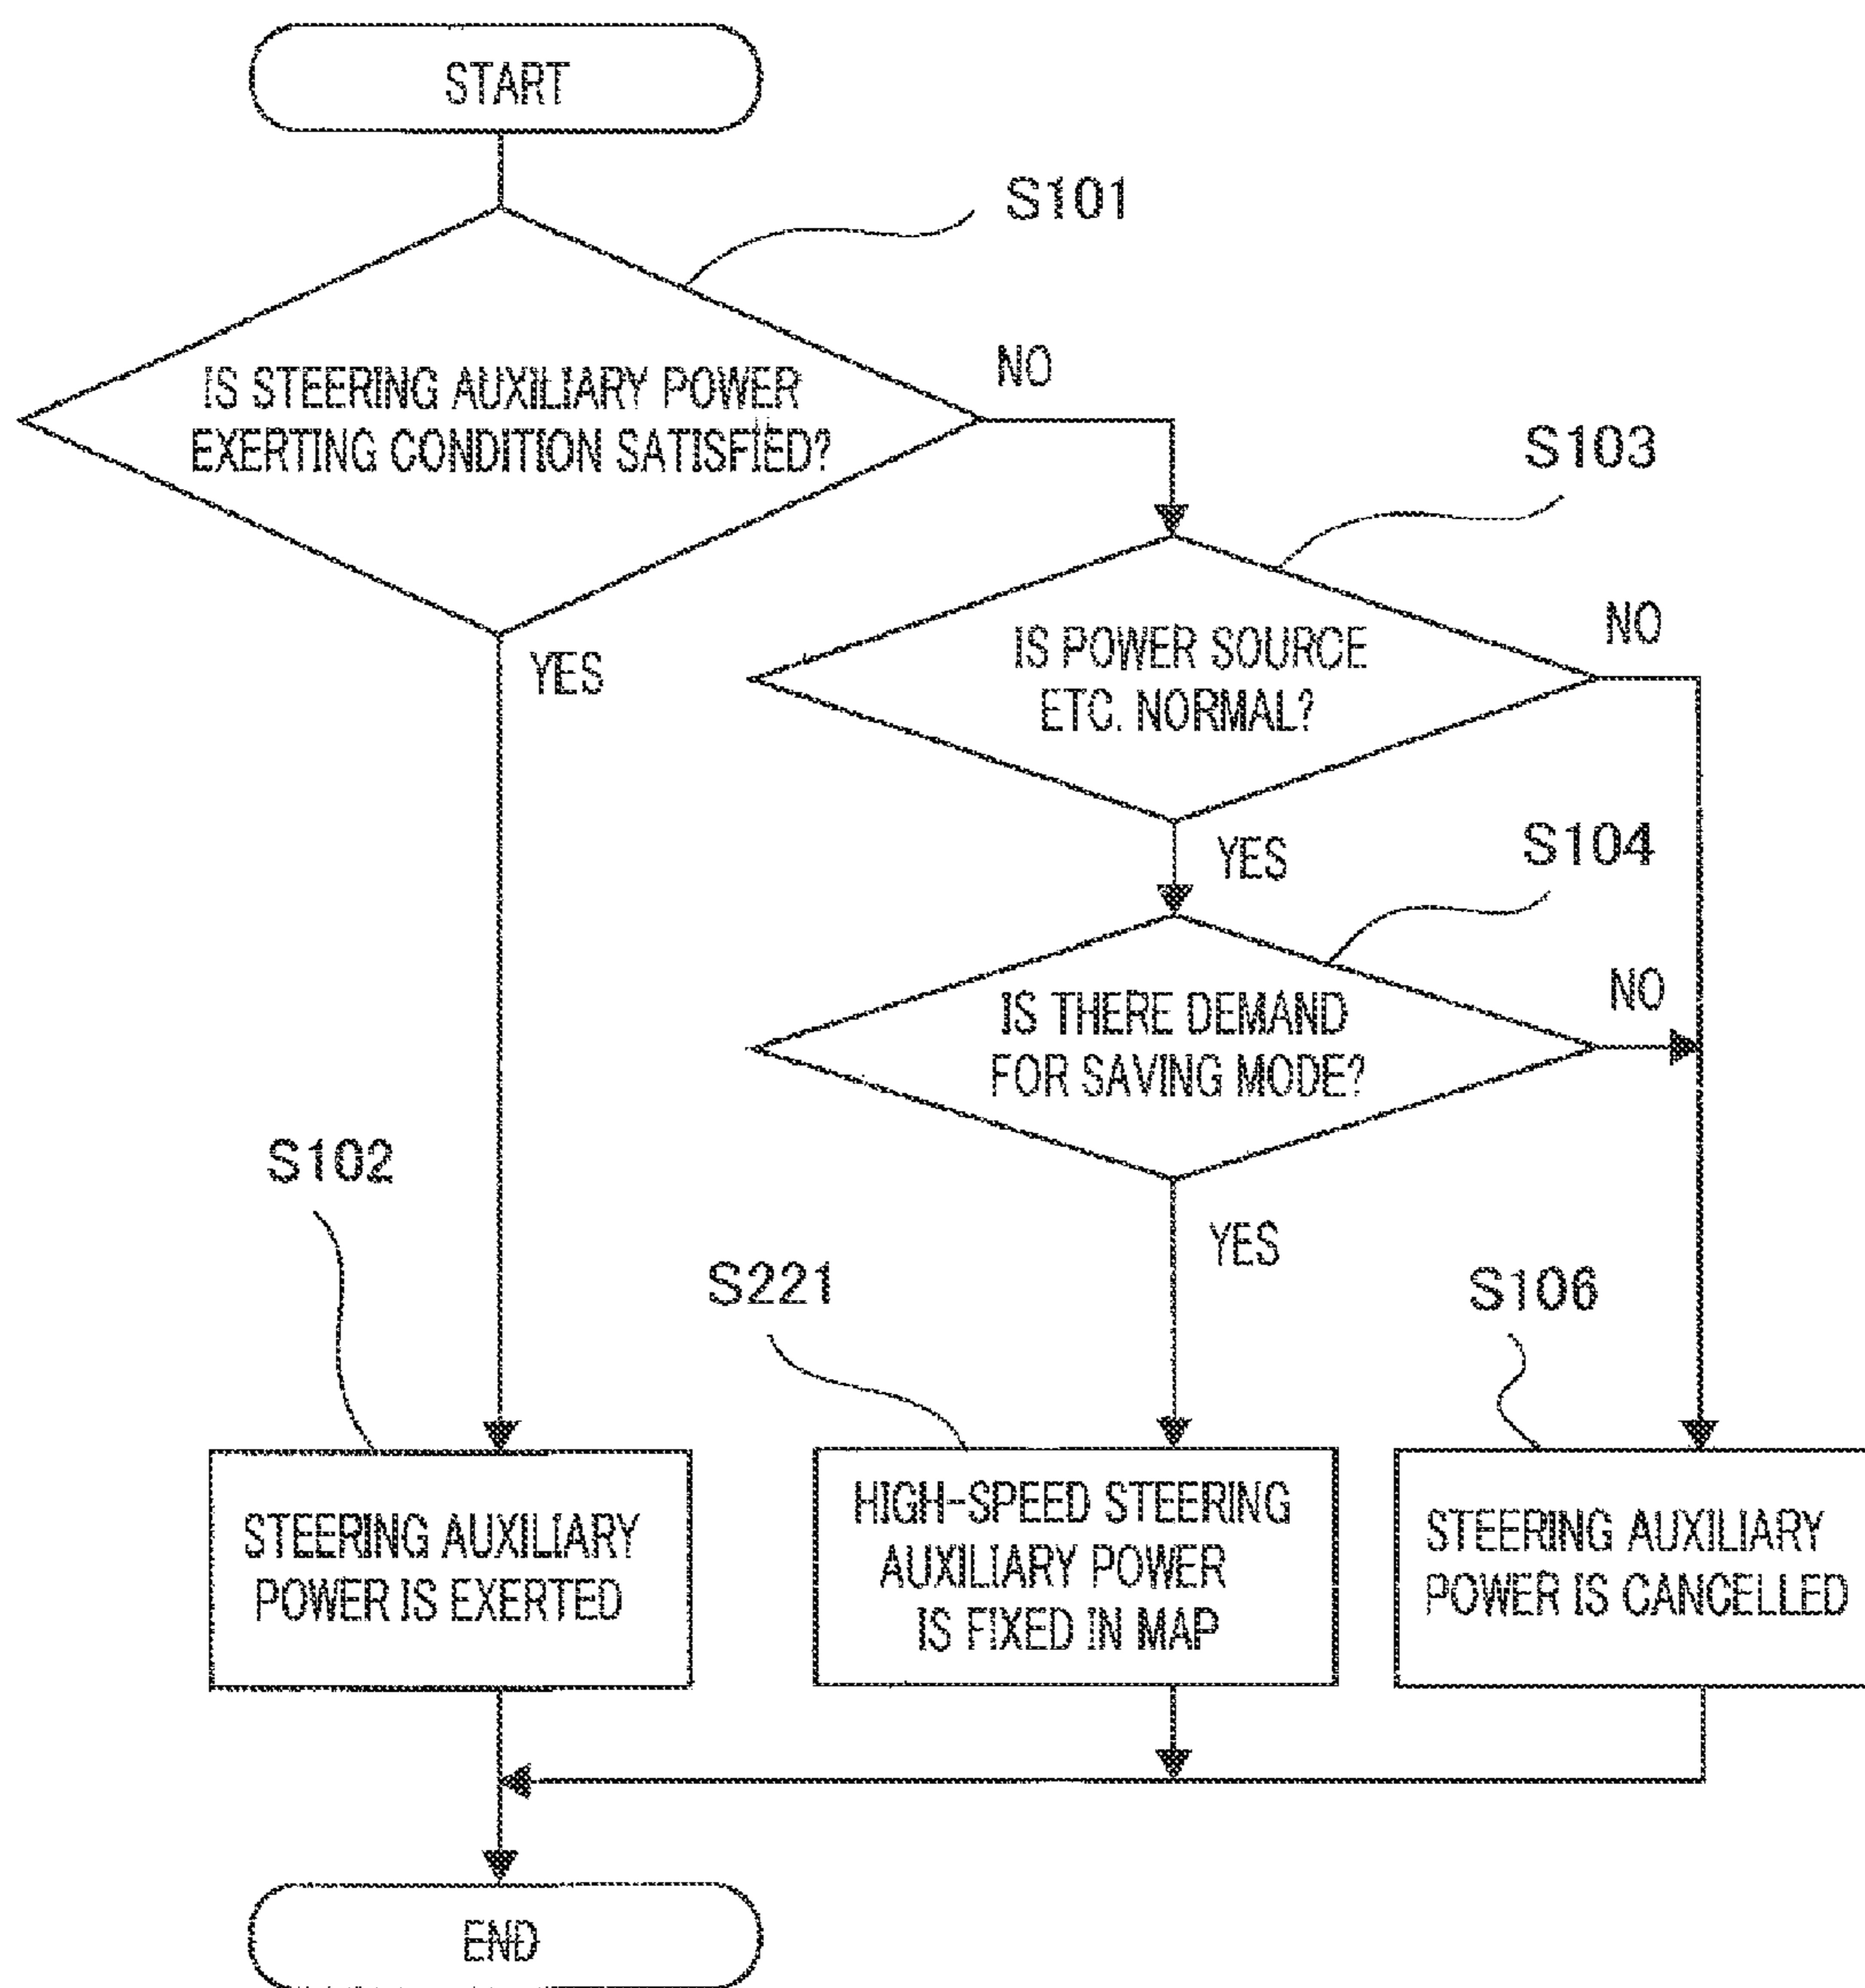 START
S101
IS STEERING AUXILIARY POWER
EXERTING CONDITION SATISFIED?
NO
YES
S103
IS POWER SOURCE
ETC. NORMAL?
NO
YES
S104
IS THERE DEMAND
FOR SAVING MODE?
NO
YES
S102
STEERING AUXILIARY
POWER IS EXERTED
S221
HIGH-SPEED STEERING
AUXILIARY POWER
IS FIXED IN MAP
S106
STEERING AUXILIARY
POWER IS CANCELLED
END